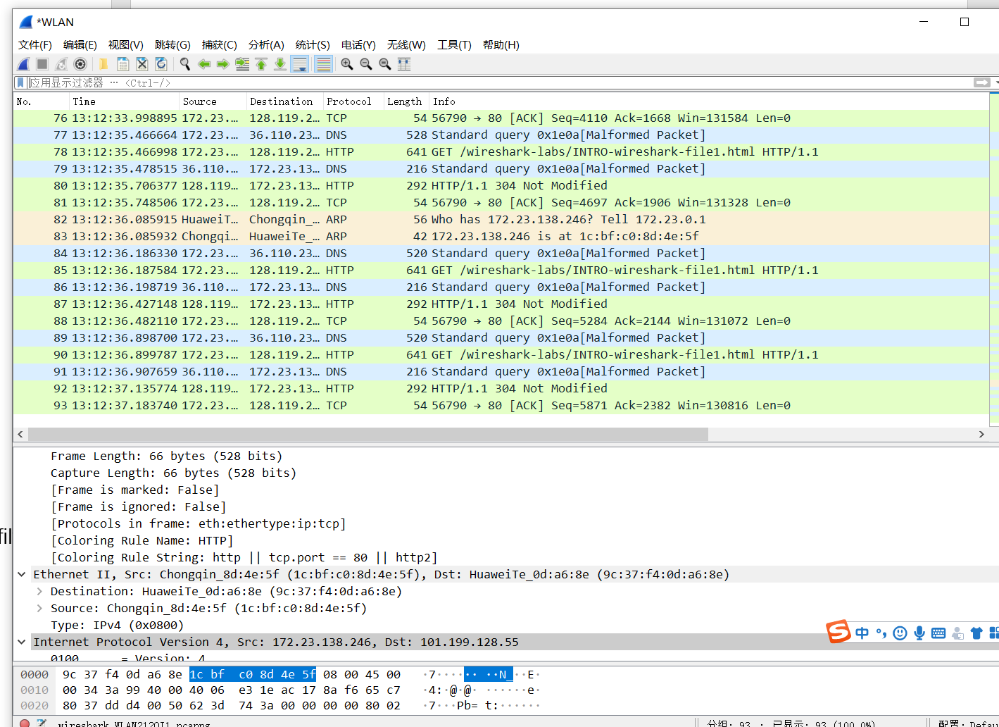 *WLAN
文件(F) 编辑(E) 视图(V) 跳转(G) 捕获(C) 分析(A) 统计(S) 电话(Y) 无线(W) 工具(T) 帮助(H)
应用显示过滤器 … <Ctrl-/>
No. Time Source Destination Protocol Length Info
76 13:12:33.998895 172.23.… 128.119.2… TCP 54 56790 → 80 [ACK] Seq=4110 Ack=1668 Win=131584 Len=0
77 13:12:35.466664 172.23.… 36.110.23… DNS 528 Standard query 0x1e0a[Malformed Packet]
78 13:12:35.466998 172.23.… 128.119.2… HTTP 641 GET /wireshark-labs/INTRO-wireshark-file1.html HTTP/1.1
79 13:12:35.478515 36.110.… 172.23.13… DNS 216 Standard query 0x1e0a[Malformed Packet]
80 13:12:35.706377 128.119… 172.23.13… HTTP 292 HTTP/1.1 304 Not Modified
81 13:12:35.748506 172.23.… 128.119.2… TCP 54 56790 → 80 [ACK] Seq=4697 Ack=1906 Win=131328 Len=0
82 13:12:36.085915 HuaweiT… Chongqin_… ARP 56 Who has 172.23.138.246? Tell 172.23.0.1
83 13:12:36.085932 Chongqi… HuaweiTe_… ARP 42 172.23.138.246 is at 1c:bf:c0:8d:4e:5f
84 13:12:36.186330 172.23.… 36.110.23… DNS 520 Standard query 0x1e0a[Malformed Packet]
85 13:12:36.187584 172.23.… 128.119.2… HTTP 641 GET /wireshark-labs/INTRO-wireshark-file1.html HTTP/1.1
86 13:12:36.198719 36.110.… 172.23.13… DNS 216 Standard query 0x1e0a[Malformed Packet]
87 13:12:36.427148 128.119… 172.23.13… HTTP 292 HTTP/1.1 304 Not Modified
88 13:12:36.482110 172.23.… 128.119.2… TCP 54 56790 → 80 [ACK] Seq=5284 Ack=2144 Win=131072 Len=0
89 13:12:36.898700 172.23.… 36.110.23… DNS 520 Standard query 0x1e0a[Malformed Packet]
90 13:12:36.899787 172.23.… 128.119.2… HTTP 641 GET /wireshark-labs/INTRO-wireshark-file1.html HTTP/1.1
91 13:12:36.907659 36.110.… 172.23.13… DNS 216 Standard query 0x1e0a[Malformed Packet]
92 13:12:37.135774 128.119… 172.23.13… HTTP 292 HTTP/1.1 304 Not Modified
93 13:12:37.183740 172.23.… 128.119.2… TCP 54 56790 → 80 [ACK] Seq=5871 Ack=2382 Win=130816 Len=0
Frame Length: 66 bytes (528 bits)
Capture Length: 66 bytes (528 bits)
[Frame is marked: False]
[Frame is ignored: False]
[Protocols in frame: eth:ethertype:ip:tcp]
fil
[Coloring Rule Name: HTTP]
[Coloring Rule String: http || tcp.port == 80 || http2]
Ethernet II, Src: Chongqin_8d:4e:5f (1c:bf:c0:8d:4e:5f), Dst: HuaweiTe_0d:a6:8e (9c:37:f4:0d:a6:8e)
Destination: HuaweiTe_0d:a6:8e (9c:37:f4:0d:a6:8e)
Source: Chongqin_8d:4e:5f (1c:bf:c0:8d:4e:5f)
Type: IPv4 (0x0800)
中
Internet Protocol Version 4, Src: 172.23.138.246, Dst: 101.199.128.55
0100 .... = Version: 4
0000 9c 37 f4 0d a6 8e 1c bf c0 8d 4e 5f 08 00 45 00 ·7······ ··N_··E·
0010 00 34 3a 99 40 00 40 06 e3 1e ac 17 8a f6 65 c7 ·4:·@·@· ······e·
0020 80 37 dd d4 00 50 62 3d 74 3a 00 00 00 00 80 02 ·7···Pb= t:······
wireshark_WLAN212QI1.pcapng 分组: 93 · 已显示: 93 (100.0%) 配置: Defau